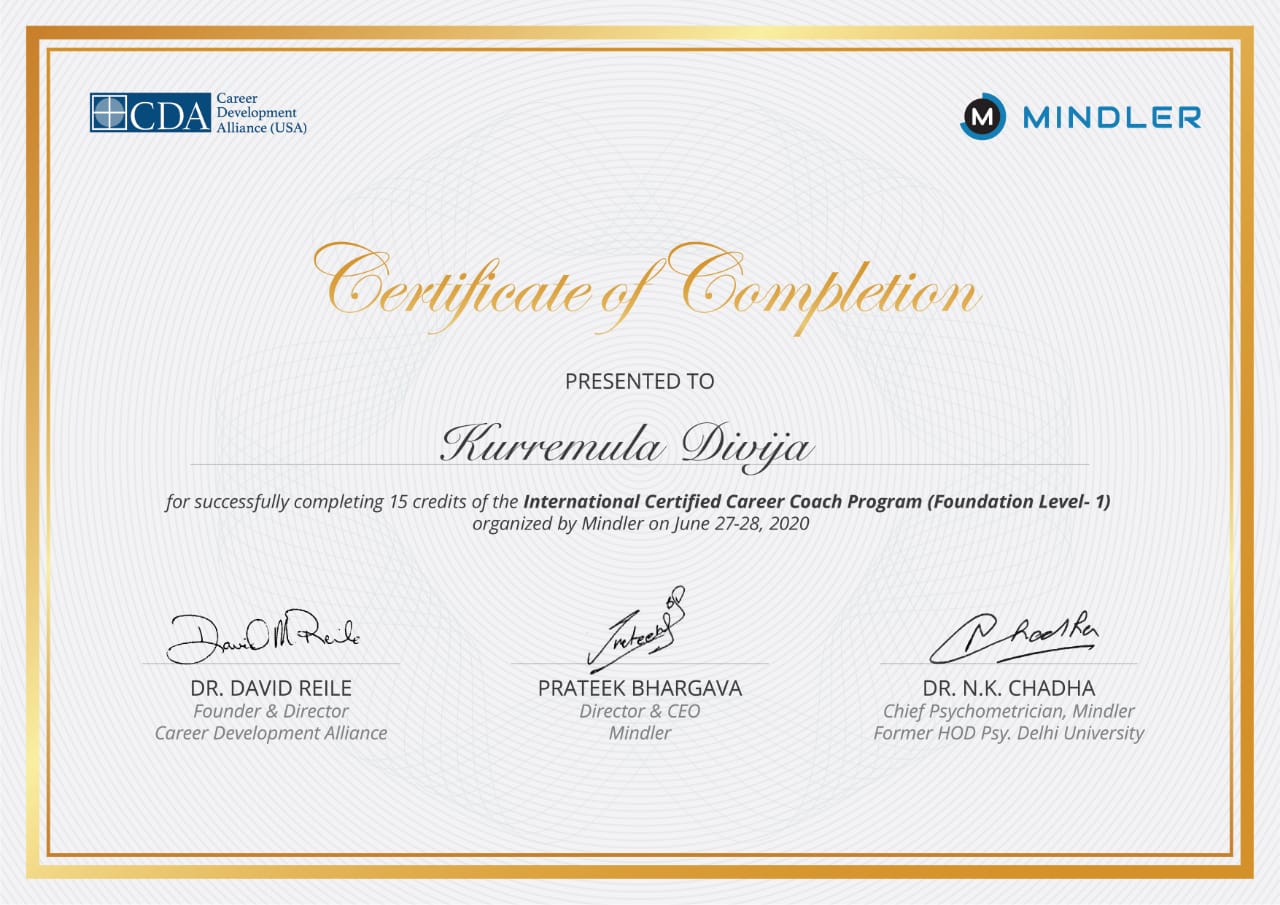 CDA
Career
Development
Alliance (USA)
M MINDLER
Certificate of Completion
PRESENTED TO
Kurremula Divija
for successfully completing 15 credits of the International Certified Career Coach Program (Foundation Level- 1)
organized by Mindler on June 27-28, 2020
David M Reile
Prateek
N Chadha
DR. DAVID REILE
Founder & Director
Career Development Alliance
PRATEEK BHARGAVA
Director & CEO
Mindler
DR. N.K. CHADHA
Chief Psychometrician, Mindler
Former HOD Psy. Delhi University